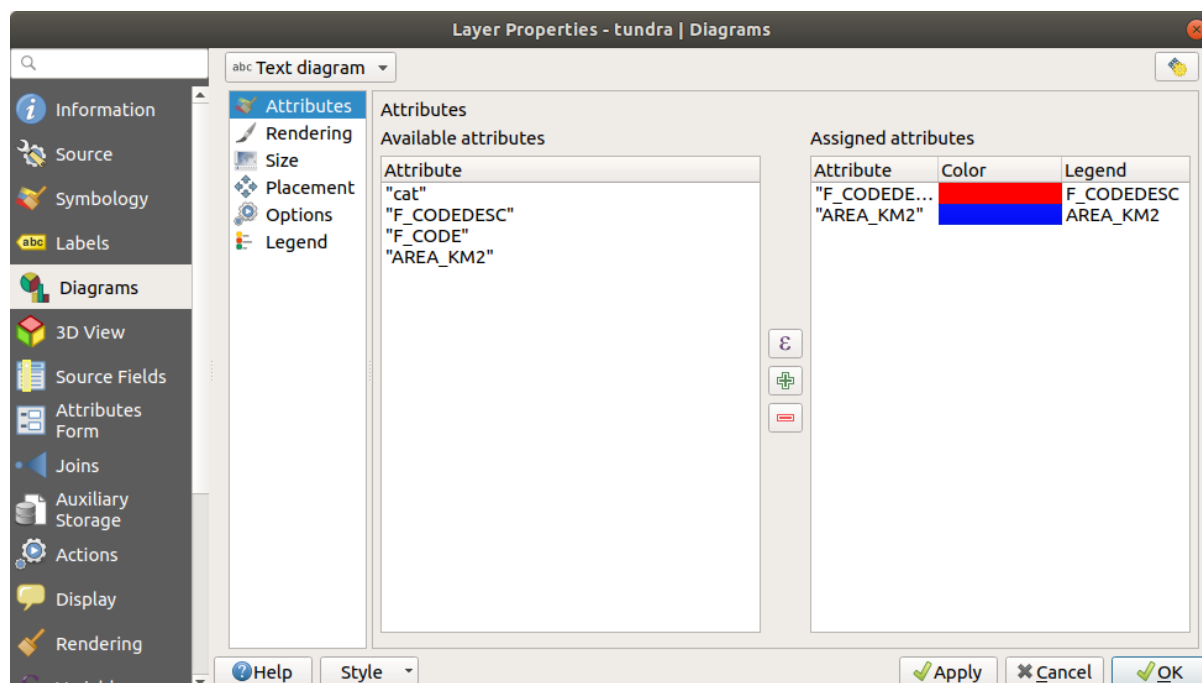 Layer Properties - tundra | Diagrams
Information
Source
Symbology
abc Labels
Diagrams
3D View
Source Fields
Attributes
Form
Joins
Auxiliary
Storage
Actions
Display
Rendering
abc Text diagram
Attributes
Rendering
Size
Placement
Options
Legend
Attributes
Available attributes
Attribute
"cat"
"F_CODEDESC"
"F_CODE"
"AREA_KM2"
ε
Assigned attributes
Attribute Color Legend
"F_CODEDE... F_CODEDESC
"AREA_KM2" AREA_KM2
Help Style Apply Cancel OK